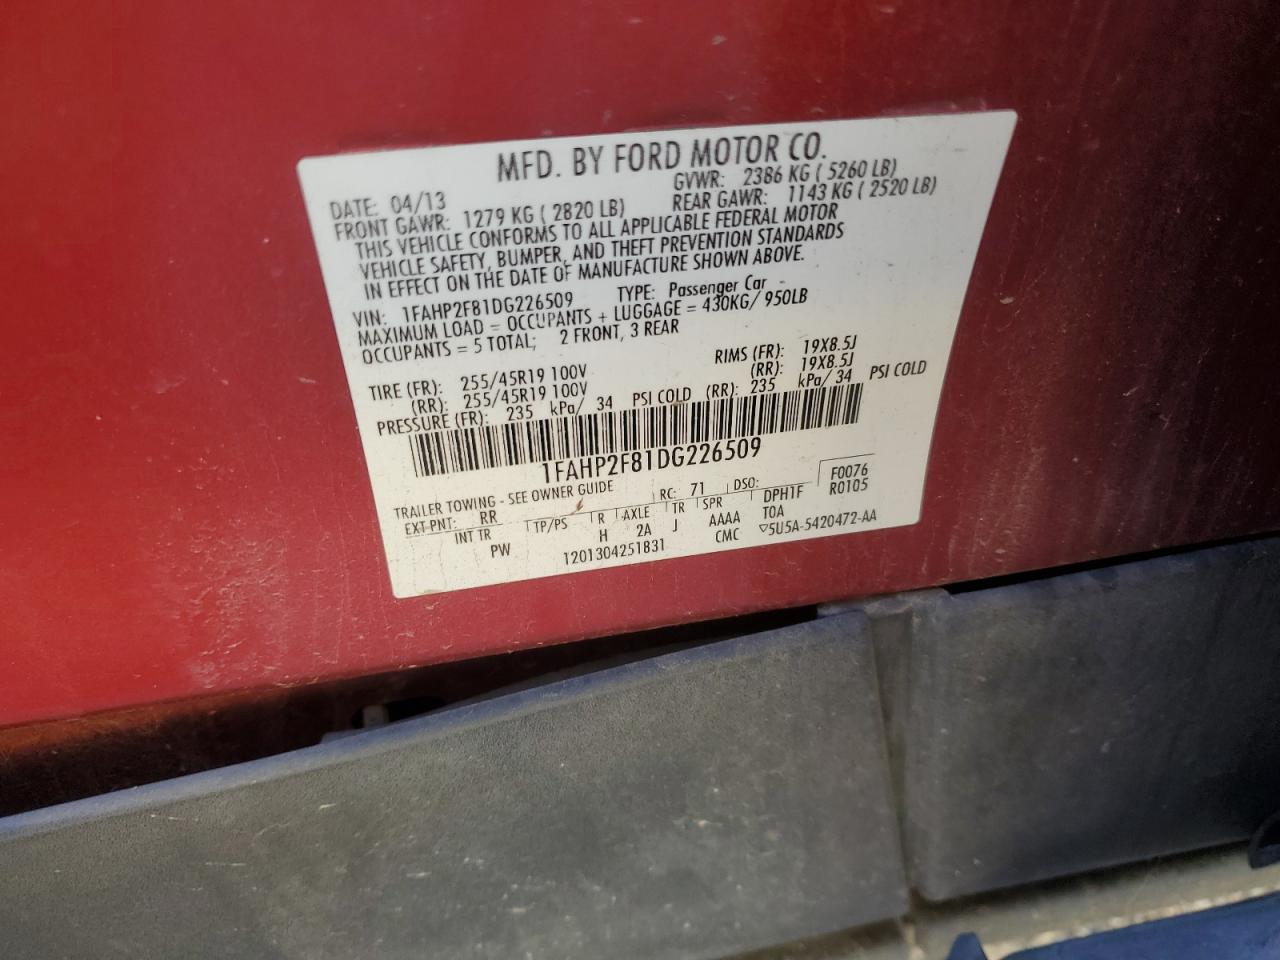 MFD. BY FORD MOTOR CO.
DATE: 04/13 GVWR: 2386 KG ( 5260 LB)
FRONT GAWR: 1279 KG ( 2820 LB) REAR GAWR: 1143 KG ( 2520 LB)
THIS VEHICLE CONFORMS TO ALL APPLICABLE FEDERAL MOTOR
VEHICLE SAFETY, BUMPER, AND THEFT PREVENTION STANDARDS
IN EFFECT ON THE DATE OF MANUFACTURE SHOWN ABOVE.
VIN: 1FAHP2F81DG226509 TYPE: Passenger Car
MAXIMUM LOAD = OCCUPANTS + LUGGAGE = 430KG/ 950LB
OCCUPANTS = 5 TOTAL; 2 FRONT, 3 REAR
TIRE (FR): 255/45R19 100V RIMS (FR): 19X8.5J
(RR): 255/45R19 100V (RR): 19X8.5J
PRESSURE (FR): 235 kPa/ 34 PSI COLD (RR): 235 kPa/ 34 PSI COLD
1FAHP2F81DG226509
TRAILER TOWING - SEE OWNER GUIDE RC: 71 DSO: F0076
EXT PNT: RR R0105
INT TR TP/PS R AXLE TR SPR DPH1F
PW H 2A J AAAA TOA
1201304251B31 CMC ▽5U5A-5420472-AA